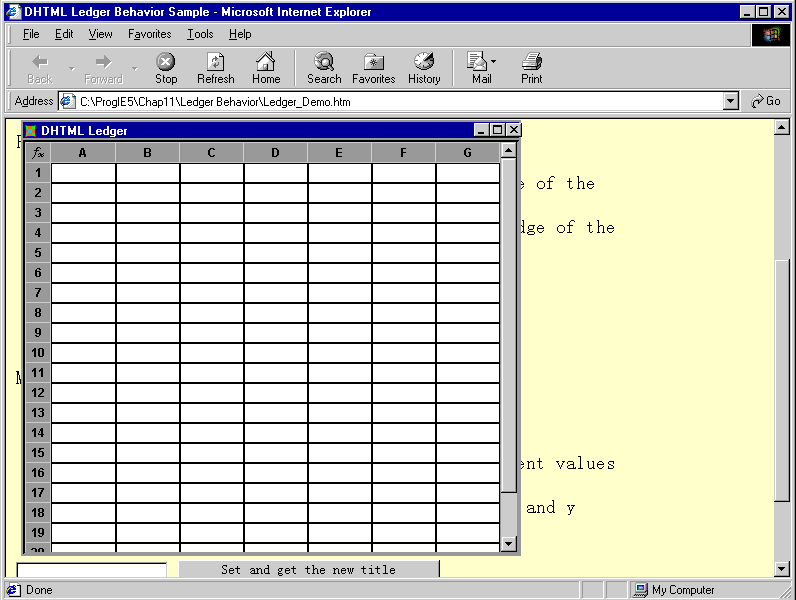 DHTML Ledger Behavior Sample - Microsoft Internet Explorer
File Edit View Favorites Tools Help
Back Forward Stop Refresh Home Search Favorites History Mail Print
Address C:\ProgIE5\Chap11\Ledger Behavior\Ledger_Demo.htm Go
DHTML Ledger
A B C D E F G
1
2
e of the
3
4
dge of the
5
6
7
8
9
10
11
12
13
14
15
16
ent values
17
18
and y
19
20
Set and get the new title
Done My Computer